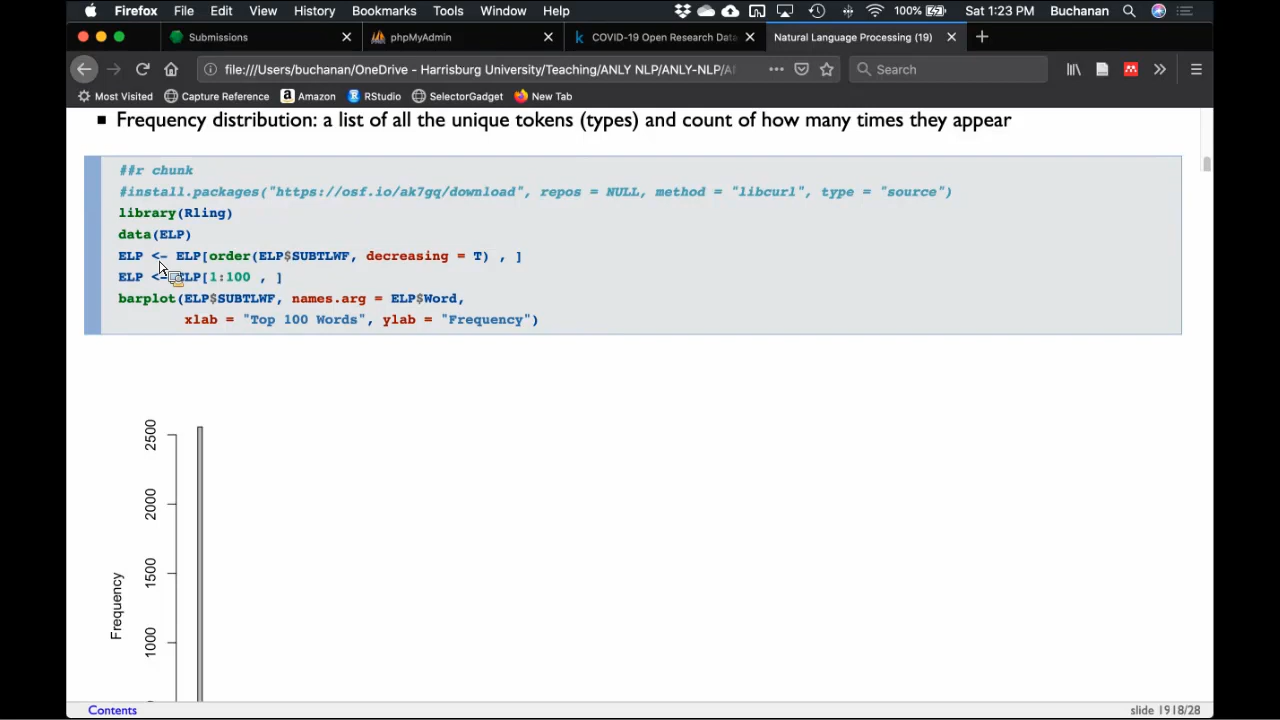 Firefox File Edit View History Bookmarks Tools Window Help 100% Sat 1:23 PM Buchanan
Submissions phpMyAdmin COVID-19 Open Research Data Natural Language Processing (19)
file:///Users/buchanan/OneDrive - Harrisburg University/Teaching/ANLY NLP/ANLY-NLP/ Search
Most Visited Capture Reference Amazon RStudio SelectorGadget New Tab
▪ Frequency distribution: a list of all the unique tokens (types) and count of how many times they appear
##r chunk
#install.packages("https://osf.io/ak7gq/download", repos = NULL, method = "libcurl", type = "source")
library(Rling)
data(ELP)
ELP <- ELP[order(ELP$SUBTLWF, decreasing = T) , ]
ELP <- ELP[1:100 , ]
barplot(ELP$SUBTLWF, names.arg = ELP$Word,
xlab = "Top 100 Words", ylab = "Frequency")
2500
2000
1500
1000
Frequency
Contents slide 1918/28